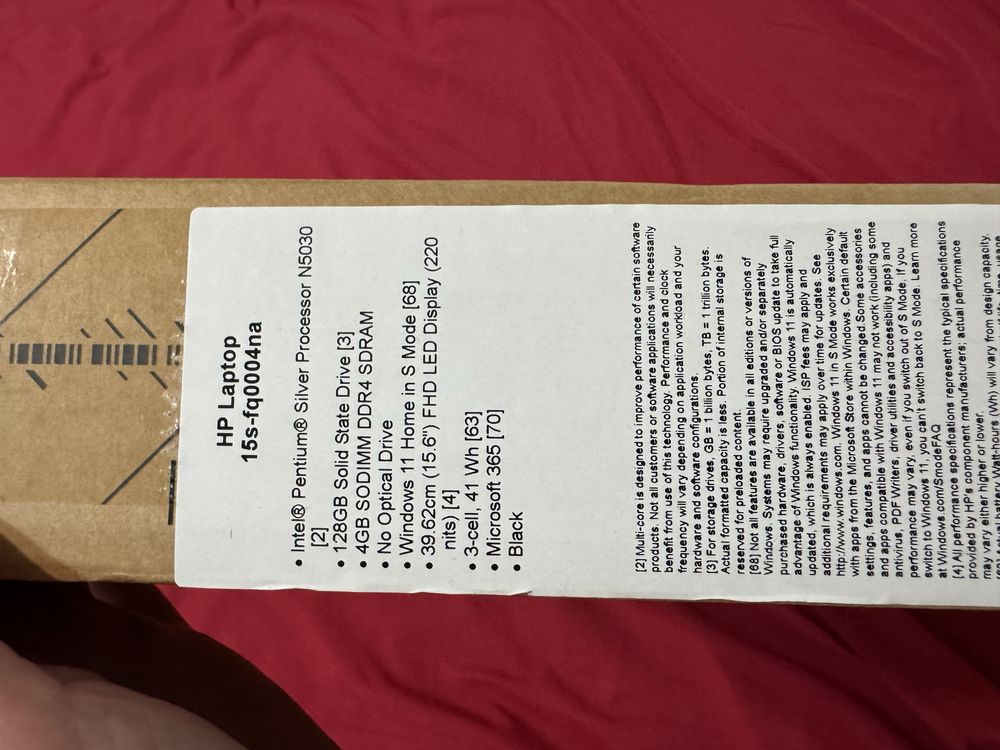 HP Laptop
15s-fq0004na
• Intel® Pentium® Silver Processor N5030
[2]
• 128GB Solid State Drive [3]
• 4GB SODIMM DDR4 SDRAM
• No Optical Drive
• Windows 11 Home in S Mode [68]
• 39.62cm (15.6") FHD LED Display (220
nits) [4]
• 3-cell, 41 Wh [63]
• Microsoft 365 [70]
• Black
[2] Multi-core is designed to improve performance of certain software
products. Not all customers or software applications will necessarily
benefit from use of this technology. Performance and clock
frequency will vary depending on application workload and your
hardware and software configurations.
[3] For storage drives, GB = 1 billion bytes, TB = 1 trillion bytes.
Actual formatted capacity is less. Portion of internal storage is
reserved for preloaded content.
[68] Not all features are available in all editions or versions of
Windows. Systems may require upgraded and/or separately
purchased hardware, drivers, software or BIOS update to take full
advantage of Windows functionality. Windows 11 is automatically
updated, which is always enabled. ISP fees may apply and
additional requirements may apply over time for updates. See
http://www.windows.com. Windows 11 in S Mode works exclusively
with apps from the Microsoft Store within Windows. Certain default
settings, features, and apps cannot be changed.Some accessories
and apps compatible with Windows 11 may not work (including some
antivirus, PDF Writers, driver utilities and accessibility apps) and
performance may vary, even if you switch out of S Mode. If you
switch to Windows 11, you can't switch back to S Mode. Learn more
at Windows.com/SmodeFAQ
[4] All performance specifications represent the typical specifications
provided by HP's component manufacturers; actual performance
may vary either higher or lower.
battery Watt-hours (Wh) will vary from design capacity.